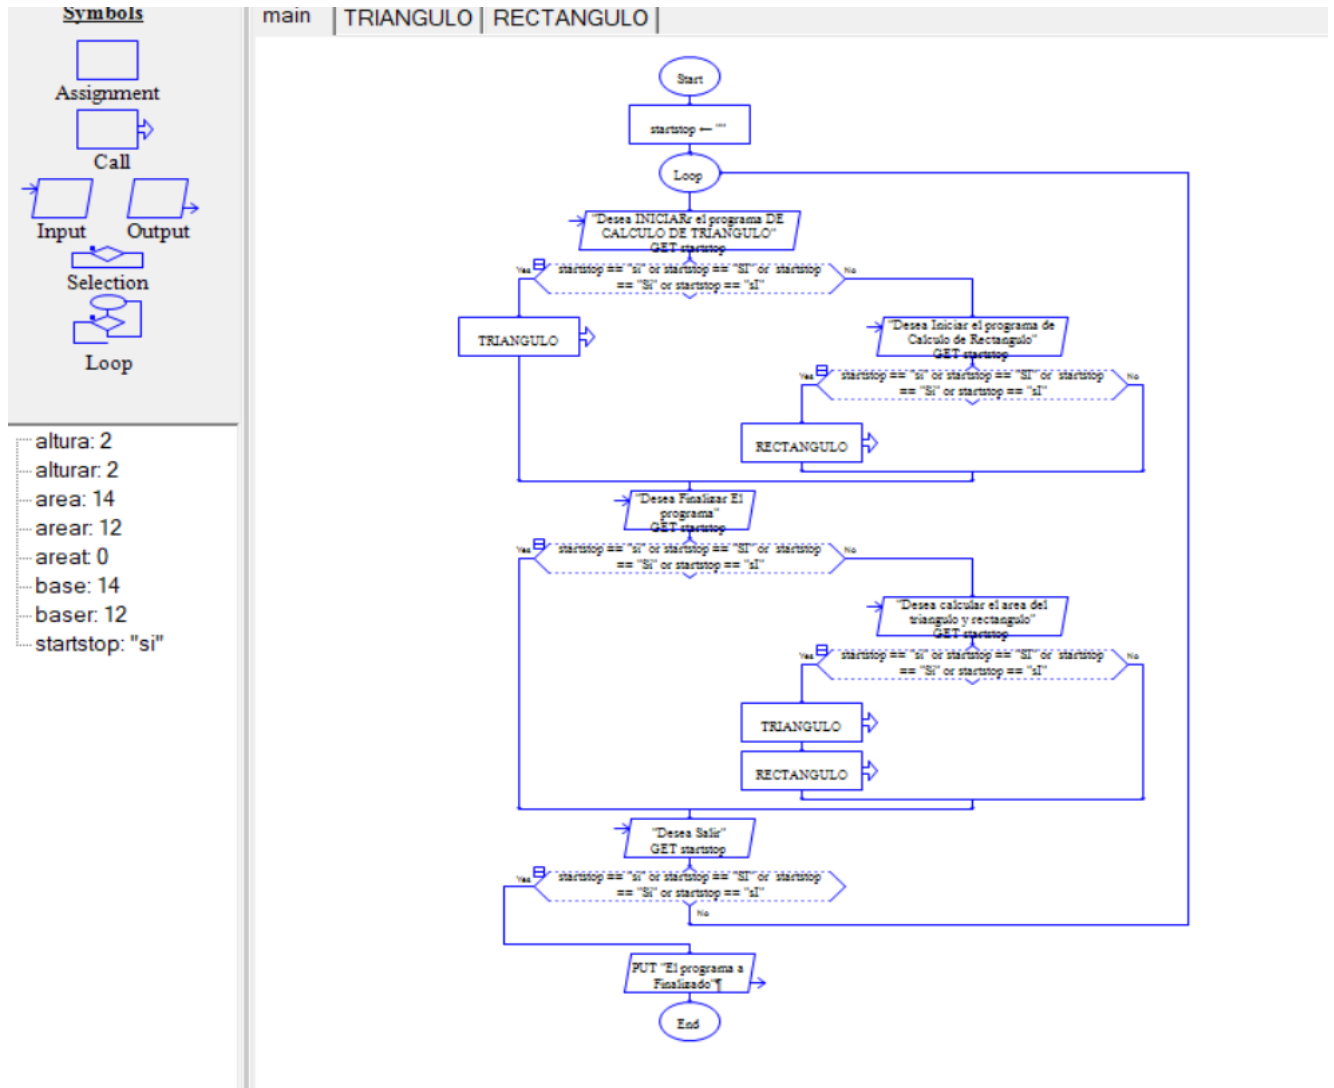 Symbols
Assignment
Call
Input Output
Selection
Loop
altura: 2
alturar: 2
area: 14
arear: 12
areat: 0
base: 14
baser: 12
startstop: "si"
main TRIANGULO RECTANGULO
Start
startstop ← ""
Loop
"Desea INICIARr el programa DE
CALCULO DE TRIANGULO"
GET startstop
Yes startstop == "si" or startstop == "SI" or startstop No
== "Si" or startstop == "sI"
TRIANGULO
"Desea Iniciar el programa de
Calculo de Rectangulo"
GET startstop
Yes startstop == "si" or startstop == "SI" or startstop No
== "Si" or startstop == "sI"
RECTANGULO
"Desea Finalizar El
programa"
GET startstop
Yes startstop == "si" or startstop == "SI" or startstop No
== "Si" or startstop == "sI"
"Desea calcular el area del
triangulo y rectangulo"
GET startstop
Yes startstop == "si" or startstop == "SI" or startstop No
== "Si" or startstop == "sI"
TRIANGULO
RECTANGULO
"Desea Salir"
GET startstop
Yes startstop == "si" or startstop == "SI" or startstop
== "Si" or startstop == "sI"
No
PUT "El programa a
Finalizado"¶
End